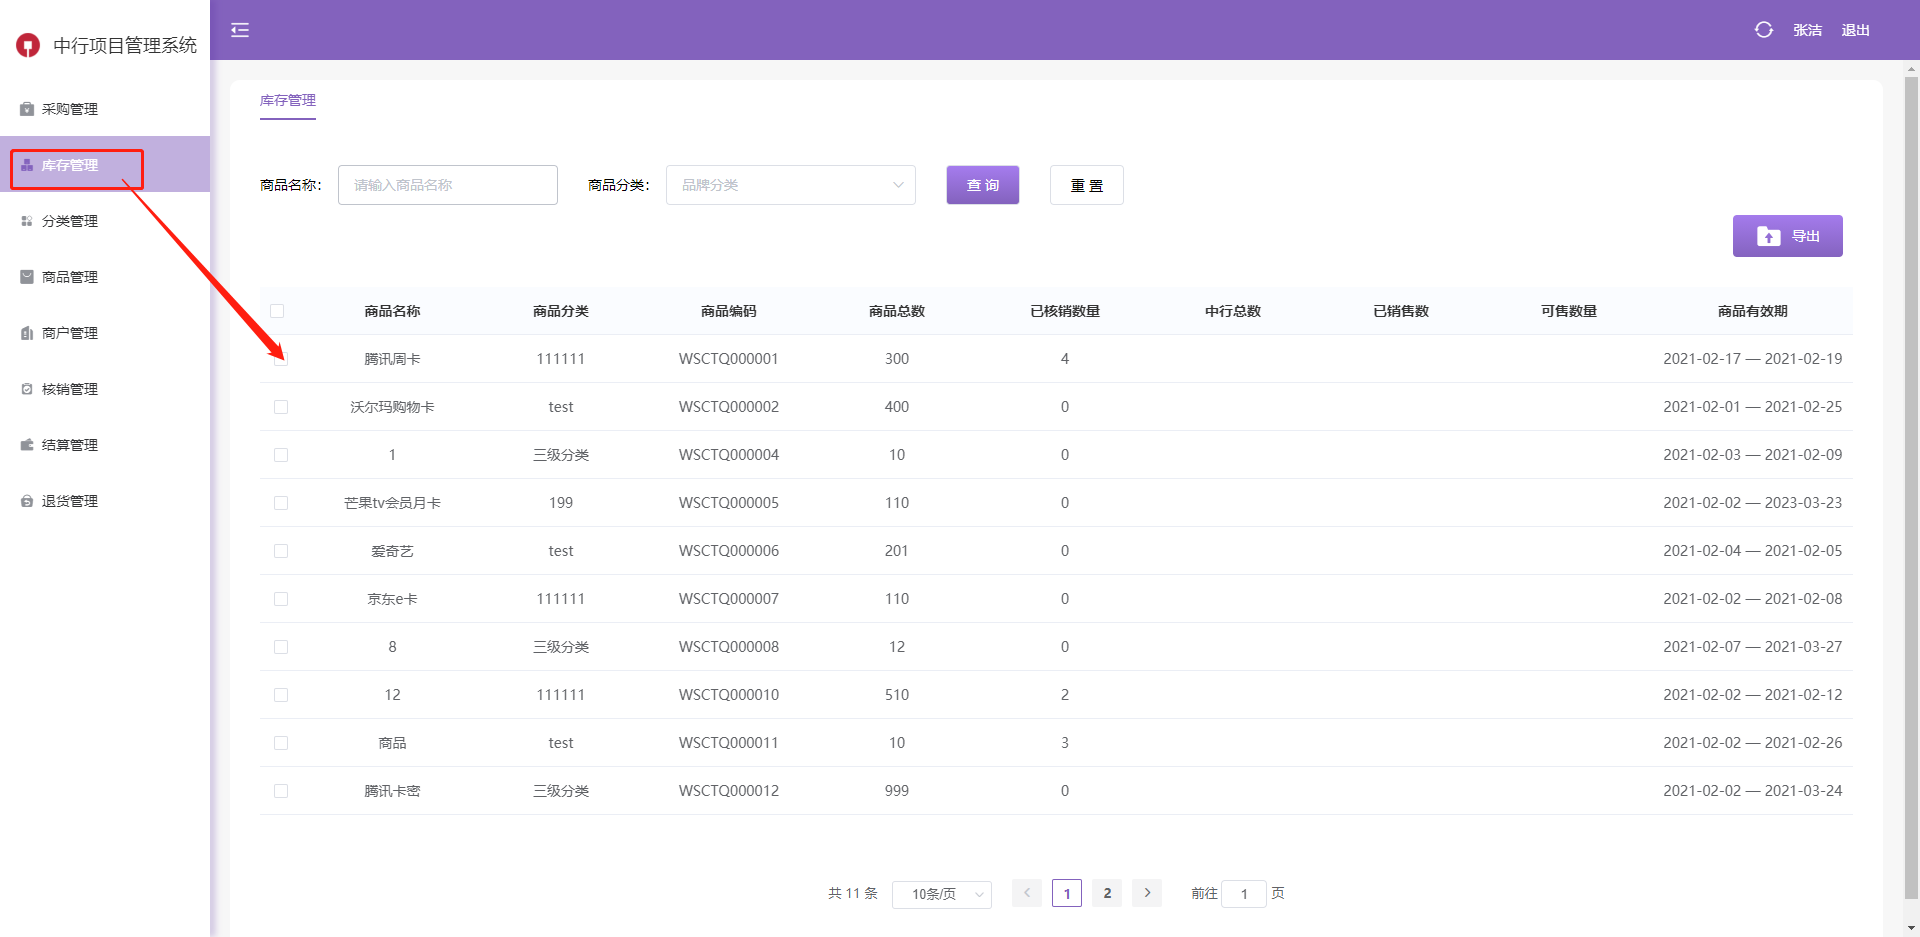 中行项目管理系统
张洁 退出
采购管理
库存管理
分类管理
商品管理
商户管理
核销管理
结算管理
退货管理
库存管理
商品名称： 请输入商品名称 商品分类： 品牌分类 查 询 重 置
导出
商品名称 商品分类 商品编码 商品总数 已核销数量 中行总数 已销售数 可售数量 商品有效期
腾讯周卡 111111 WSCTQ000001 300 4 2021-02-17 — 2021-02-19
沃尔玛购物卡 test WSCTQ000002 400 0 2021-02-01 — 2021-02-25
1 三级分类 WSCTQ000004 10 0 2021-02-03 — 2021-02-09
芒果tv会员月卡 199 WSCTQ000005 110 0 2021-02-02 — 2023-03-23
爱奇艺 test WSCTQ000006 201 0 2021-02-04 — 2021-02-05
京东e卡 111111 WSCTQ000007 110 0 2021-02-02 — 2021-02-08
8 三级分类 WSCTQ000008 12 0 2021-02-07 — 2021-03-27
12 111111 WSCTQ000010 510 2 2021-02-02 — 2021-02-12
商品 test WSCTQ000011 10 3 2021-02-02 — 2021-02-26
腾讯卡密 三级分类 WSCTQ000012 999 0 2021-02-02 — 2021-03-24
共 11 条 10条/页 1 2 前往 1 页